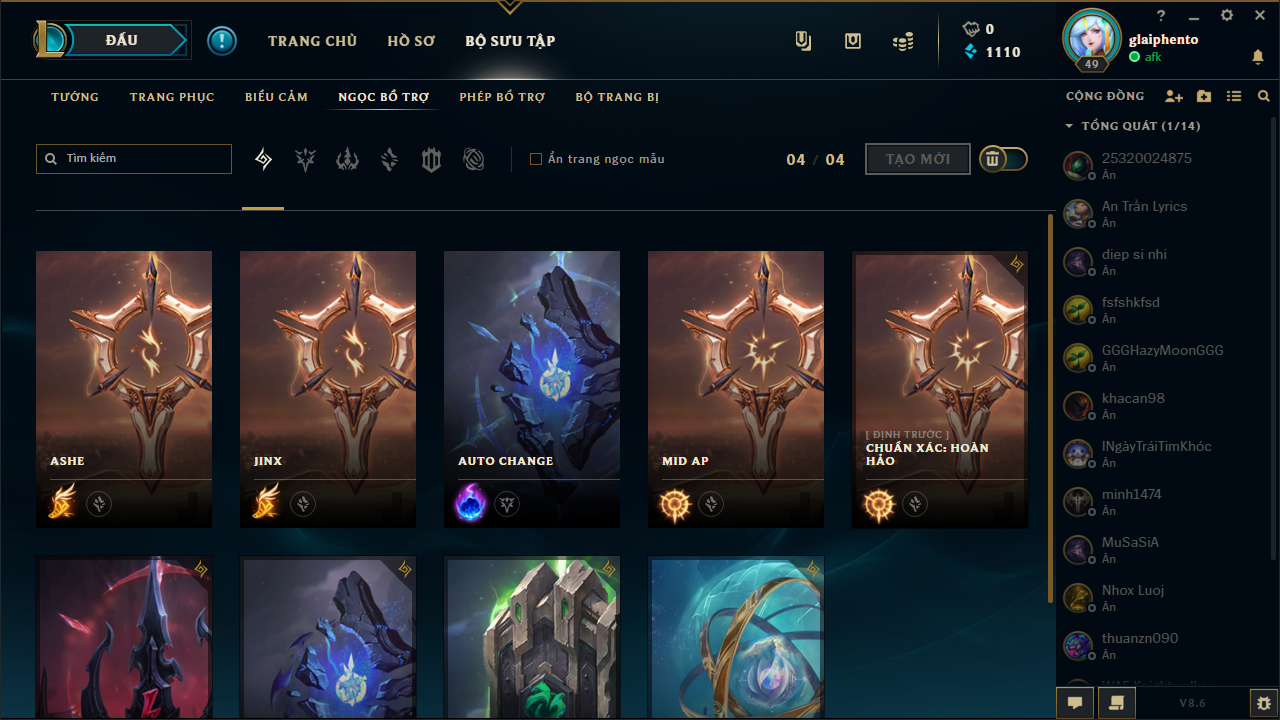 ĐẤU
TRANG CHỦ
HỒ SƠ
BỘ SƯU TẬP
0
1110
49
?
glaiphento
afk
TƯỚNG
TRANG PHỤC
BIỂU CẢM
NGỌC BỔ TRỢ
PHÉP BỔ TRỢ
BỘ TRANG BỊ
Tìm kiếm
Ẩn trang ngọc mẫu
04 / 04
TẠO MỚI
ASHE
JINX
AUTO CHANGE
MID AP
[ ĐỊNH TRƯỚC ]
CHUẨN XÁC: HOÀN
HẢO
CỘNG ĐỒNG
TỔNG QUÁT (1/14)
25320024875
Ẩn
An Trần Lyrics
Ẩn
diep si nhi
Ẩn
fsfshkfsd
Ẩn
GGGHazyMoonGGG
Ẩn
khacan98
Ẩn
lNgàyTráiTimKhóc
Ẩn
minh1474
Ẩn
MuSaSiA
Ẩn
Nhox Luoj
Ẩn
thuanzn090
Ẩn
V8.6